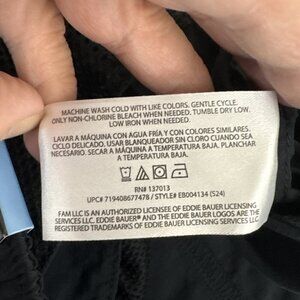 MACHINE WASH COLD WITH LIKE COLORS. GENTLE CYCLE.
ONLY NON-CHLORINE BLEACH WHEN NEEDED. TUMBLE DRY LOW.
LOW IRON WHEN NEEDED.
LAVAR A MÁQUINA CON AGUA FRÍA Y CON COLORES SIMILARES.
CICLO DELICADO. USAR BLANQUEADOR SIN CLORO CUANDO SEA
NECESARIO. SECAR A MÁQUINA A TEMPERATURA BAJA. PLANCHAR
A TEMPERATURA BAJA.
RN# 137013
UPC# 719408677478 / STYLE# EB004134 (S24)
FAM LLC IS AN AUTHORIZED LICENSEE OF EDDIE BAUER LICENSING
SERVICES LLC. EDDIE BAUER AND THE EDDIE BAUER LOGOS ARE THE
REGISTERED TRADEMARKS OF EDDIE BAUER LICENSING SERVICES LLC.